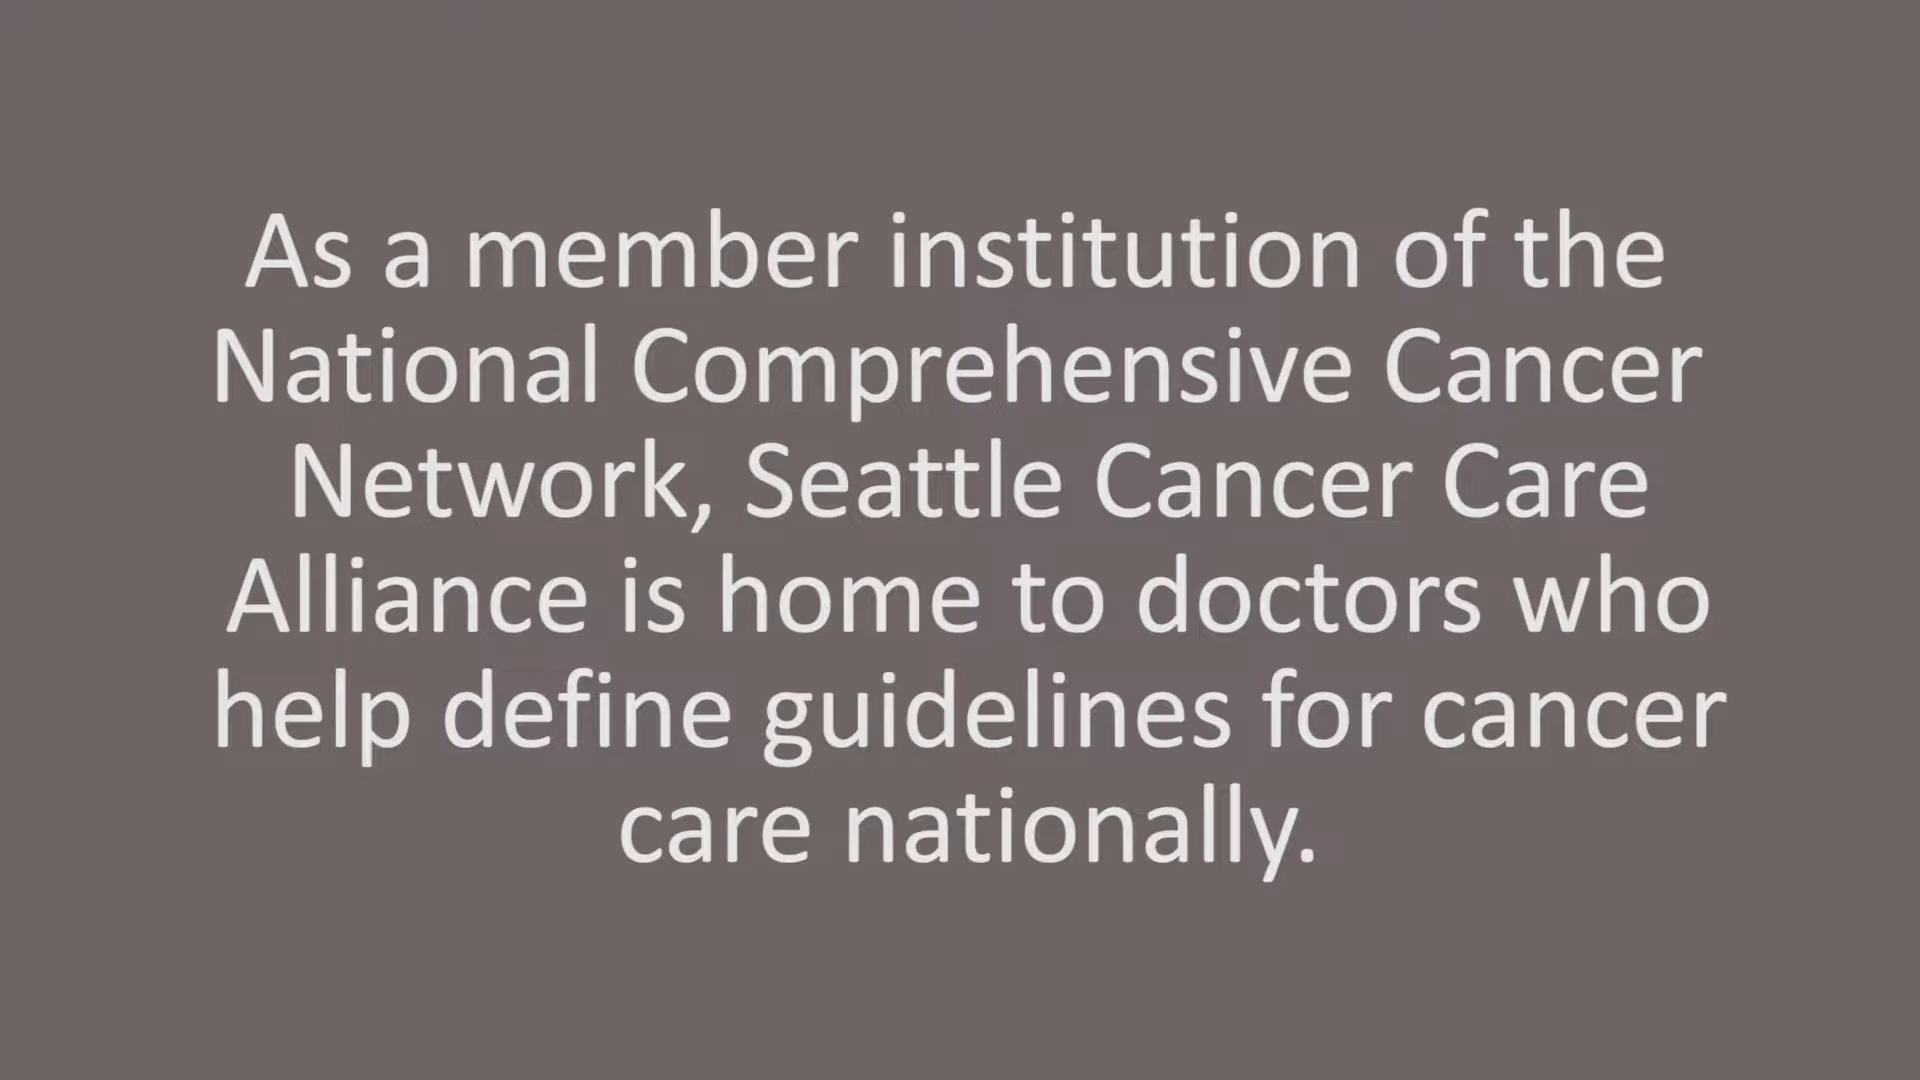 As a member institution of the
National Comprehensive Cancer
Network, Seattle Cancer Care
Alliance is home to doctors who
help define guidelines for cancer
care nationally.